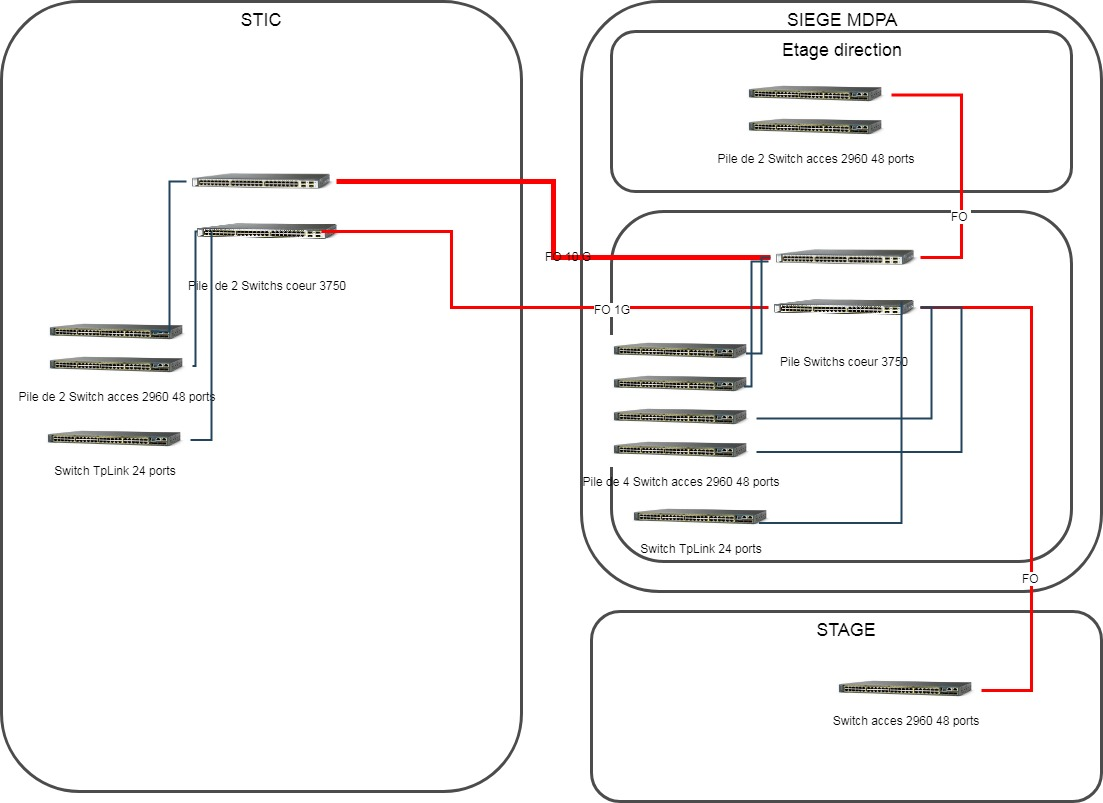 STIC
SIEGE MDPA
Etage direction
Pile de 2 Switch acces 2960 48 ports
FO
FO 10 G
Pile de 2 Switchs coeur 3750
FO 1G
Pile Switchs coeur 3750
Pile de 2 Switch acces 2960 48 ports
Switch TpLink 24 ports
Pile de 4 Switch acces 2960 48 ports
Switch TpLink 24 ports
FO
STAGE
Switch acces 2960 48 ports